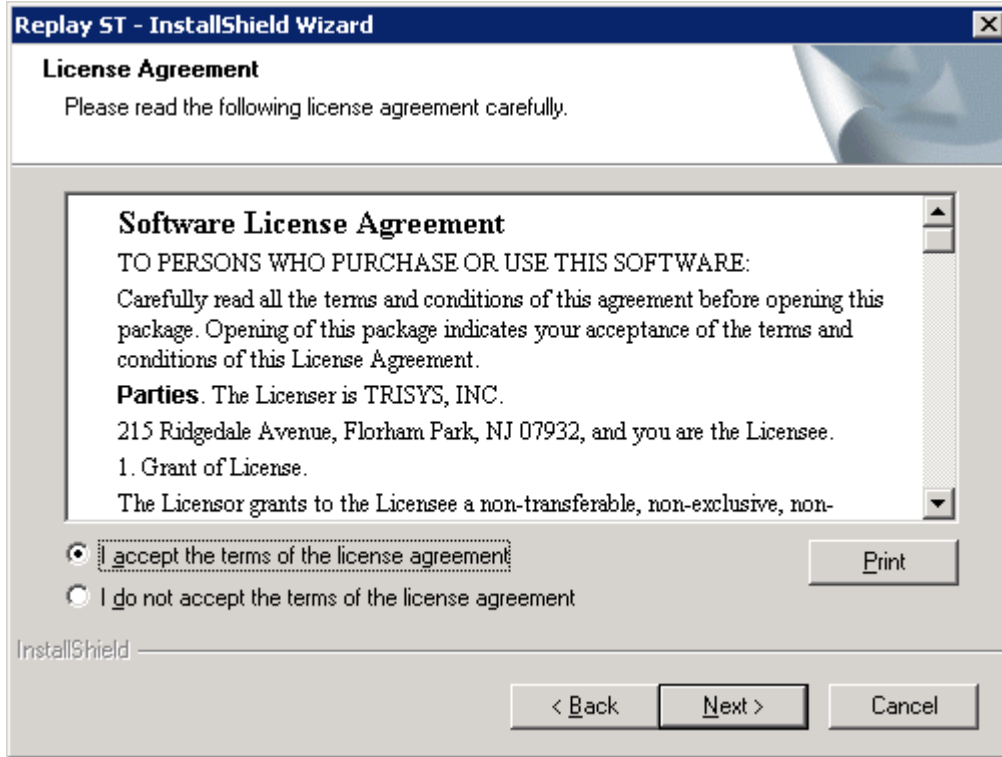 Replay ST - InstallShield Wizard
License Agreement
Please read the following license agreement carefully.
Software License Agreement
TO PERSONS WHO PURCHASE OR USE THIS SOFTWARE:
Carefully read all the terms and conditions of this agreement before opening this
package. Opening of this package indicates your acceptance of the terms and
conditions of this License Agreement.
Parties. The Licenser is TRISYS, INC.
215 Ridgedale Avenue, Florham Park, NJ 07932, and you are the Licensee.
1. Grant of License.
The Licensor grants to the Licensee a non-transferable, non-exclusive, non-
I accept the terms of the license agreement
Print
I do not accept the terms of the license agreement
InstallShield
< Back
Next >
Cancel